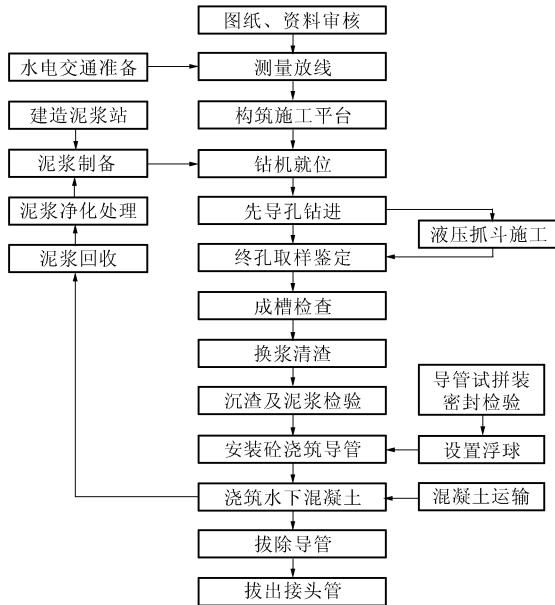 图纸、资料审核
水电交通准备
测量放线
建造泥浆站
构筑施工平台
泥浆制备
钻机就位
泥浆净化处理
先导孔钻进
液压抓斗施工
泥浆回收
终孔取样鉴定
成槽检查
换浆清渣
导管试拼装
密封检验
沉渣及泥浆检验
安装砼浇筑导管
设置浮球
浇筑水下混凝土
混凝土运输
拔除导管
拔出接头管